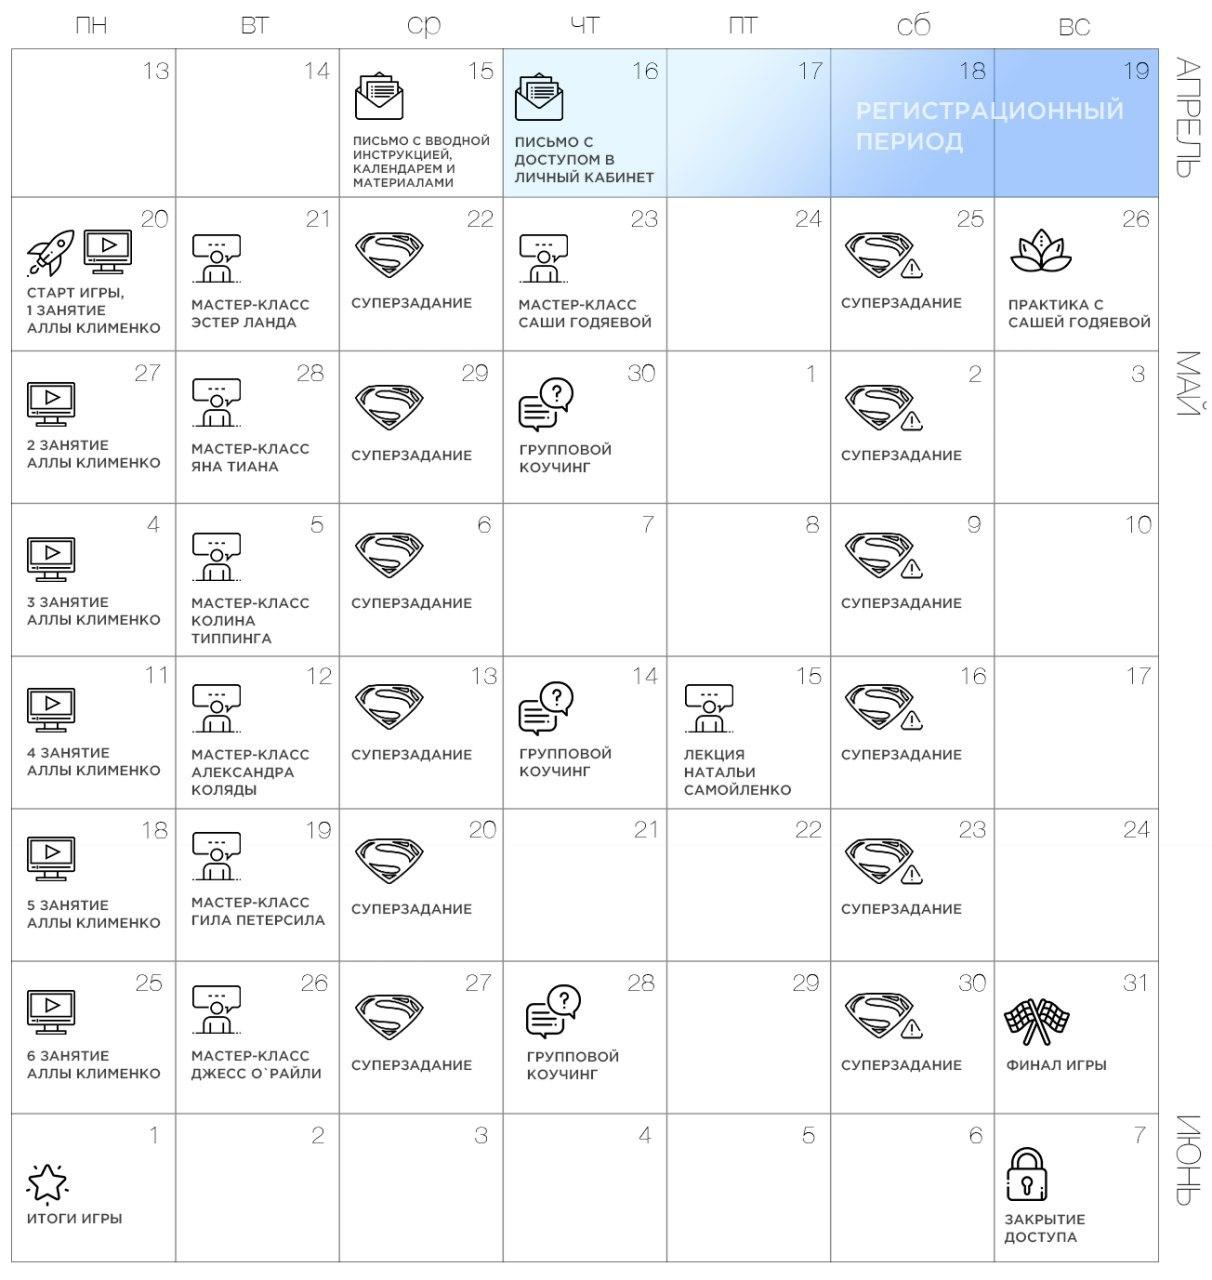 ПН ВТ СР ЧТ ПТ СБ ВС
АПРЕЛЬ
13
14
15
ПИСЬМО С ВВОДНОЙ
ИНСТРУКЦИЕЙ,
КАЛЕНДАРЕМ И
МАТЕРИАЛАМИ
16
ПИСЬМО С
ДОСТУПОМ В
ЛИЧНЫЙ КАБИНЕТ
17
18
19
РЕГИСТРАЦИОННЫЙ
ПЕРИОД
20
СТАРТ ИГРЫ,
1 ЗАНЯТИЕ
АЛЛЫ КЛИМЕНКО
21
МАСТЕР-КЛАСС
ЭСТЕР ЛАНДА
22
СУПЕРЗАДАНИЕ
23
МАСТЕР-КЛАСС
САШИ ГОДЯЕВОЙ
24
25
СУПЕРЗАДАНИЕ
26
ПРАКТИКА С
САШЕЙ ГОДЯЕВОЙ
МАЙ
27
2 ЗАНЯТИЕ
АЛЛЫ КЛИМЕНКО
28
МАСТЕР-КЛАСС
ЯНА ТИАНА
29
СУПЕРЗАДАНИЕ
30
?
ГРУППОВОЙ
КОУЧИНГ
1
2
СУПЕРЗАДАНИЕ
3
4
3 ЗАНЯТИЕ
АЛЛЫ КЛИМЕНКО
5
МАСТЕР-КЛАСС
КОЛИНА
ТИППИНГА
6
СУПЕРЗАДАНИЕ
7
8
9
СУПЕРЗАДАНИЕ
10
11
4 ЗАНЯТИЕ
АЛЛЫ КЛИМЕНКО
12
МАСТЕР-КЛАСС
АЛЕКСАНДРА
КОЛЯДЫ
13
СУПЕРЗАДАНИЕ
14
?
ГРУППОВОЙ
КОУЧИНГ
15
ЛЕКЦИЯ
НАТАЛЬИ
САМОЙЛЕНКО
16
СУПЕРЗАДАНИЕ
17
18
5 ЗАНЯТИЕ
АЛЛЫ КЛИМЕНКО
19
МАСТЕР-КЛАСС
ГИЛА ПЕТЕРСИЛА
20
СУПЕРЗАДАНИЕ
21
22
23
СУПЕРЗАДАНИЕ
24
25
6 ЗАНЯТИЕ
АЛЛЫ КЛИМЕНКО
26
МАСТЕР-КЛАСС
ДЖЕСС О`РАЙЛИ
27
СУПЕРЗАДАНИЕ
28
?
ГРУППОВОЙ
КОУЧИНГ
29
30
СУПЕРЗАДАНИЕ
31
ФИНАЛ ИГРЫ
ИЮНЬ
1
ИТОГИ ИГРЫ
2
3
4
5
6
7
ЗАКРЫТИЕ
ДОСТУПА